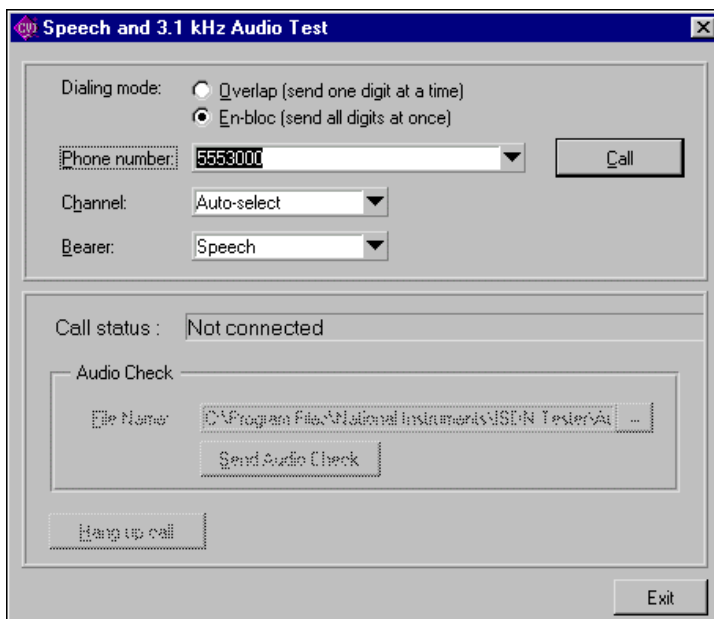 CVI Speech and 3.1 kHz Audio Test
Dialing mode: Overlap (send one digit at a time)
En-bloc (send all digits at once)
Phone number: 5553000 Call
Channel: Auto-select
Bearer: Speech
Call status : Not connected
Audio Check
File Name: C:\Program Files\National Instruments\ISDN Tester\Au ...
Send Audio Check
Hang up call
Exit